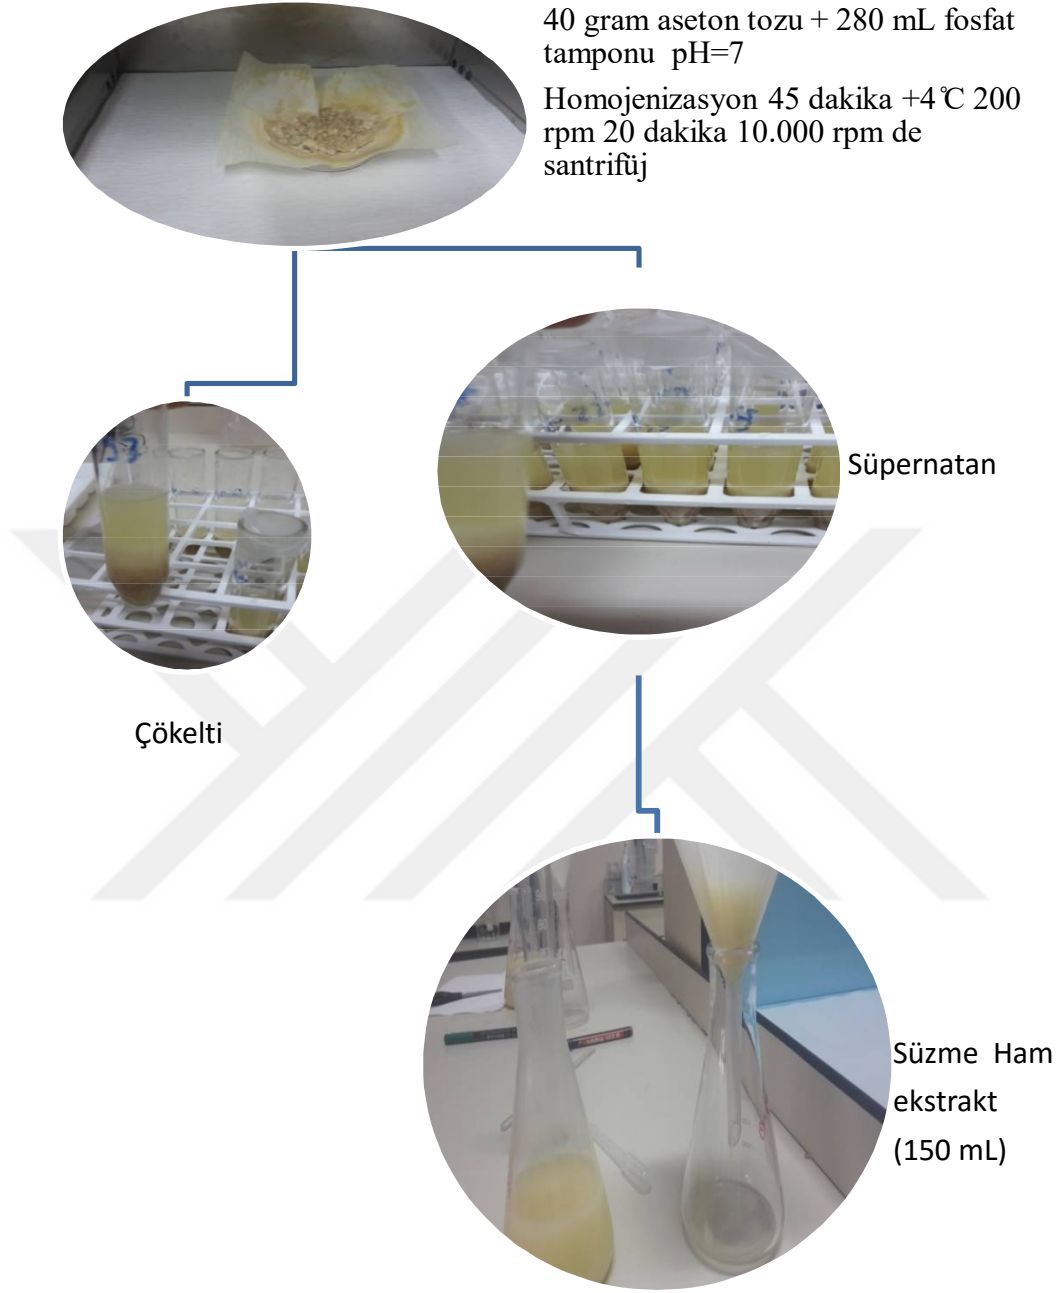 40 gram aseton tozu + 280 mL fosfat
tamponu pH=7
Homojenizasyon 45 dakika +4℃ 200
rpm 20 dakika 10.000 rpm de
santrifüj
Süpernatan
Çökelti
Süzme Ham
ekstrakt
(150 mL)